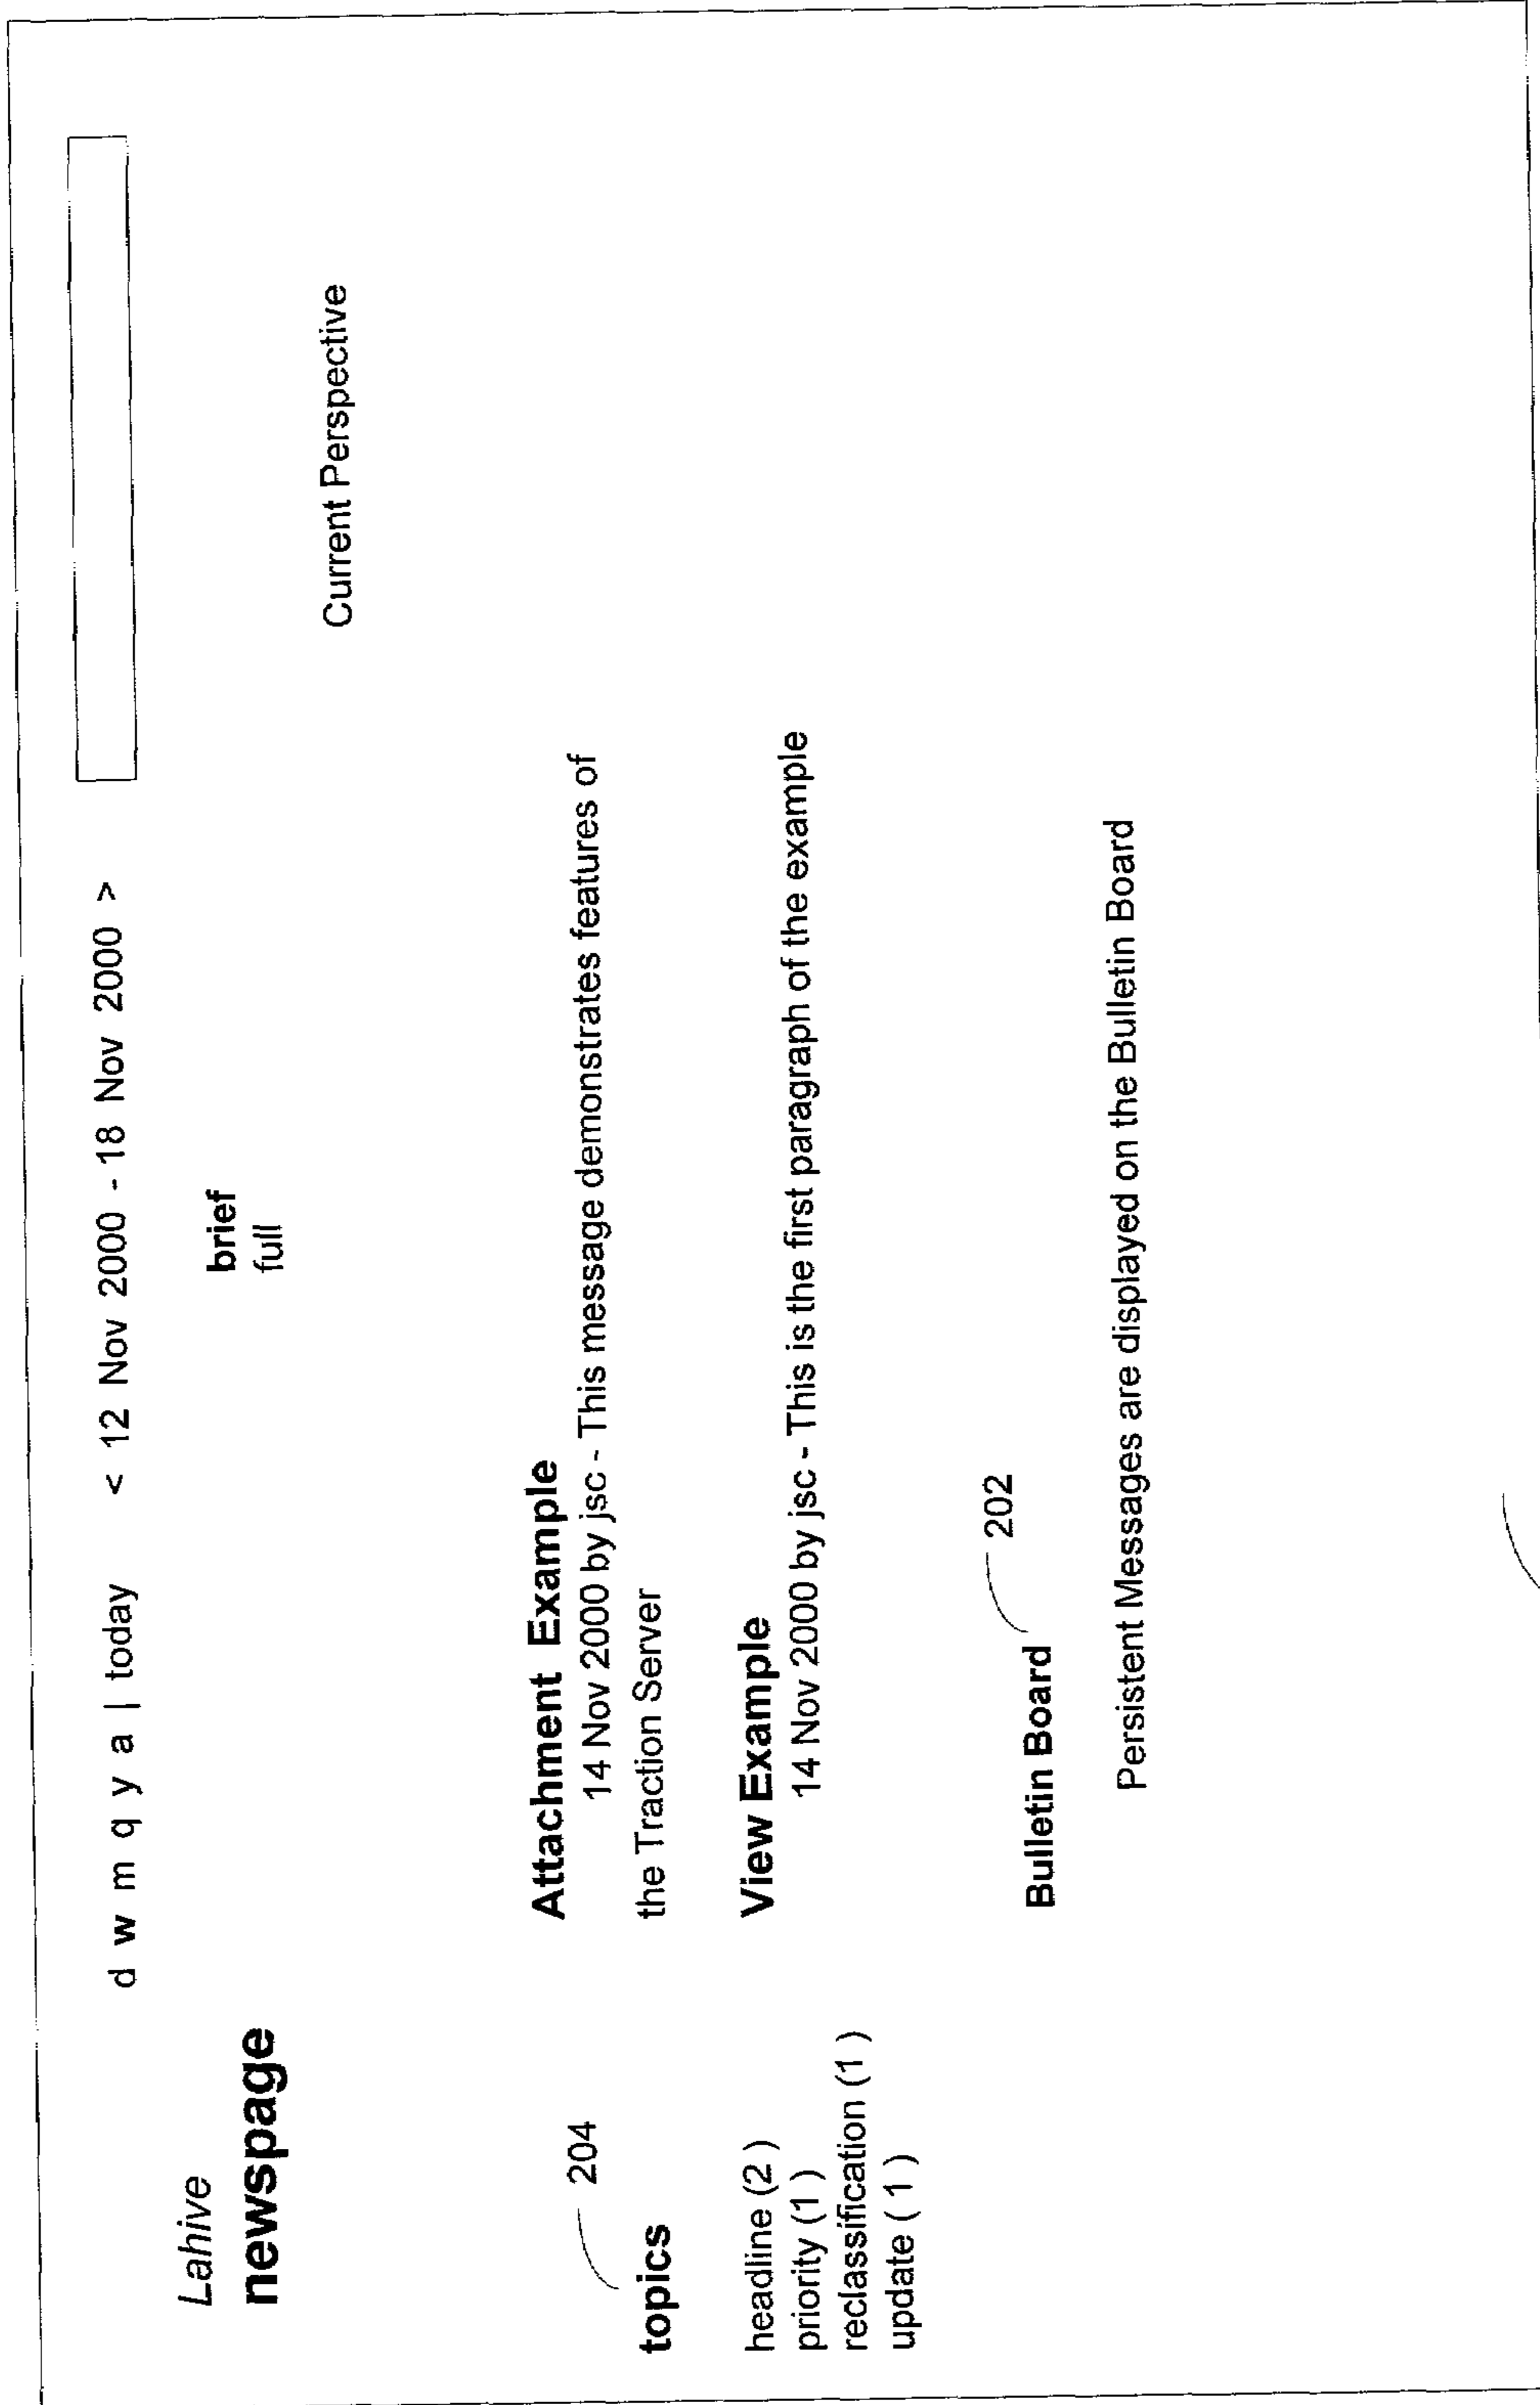 d w m q y a | today < 12 Nov 2000 - 18 Nov 2000 >
Lahive
newspage
brief
full
Current Perspective
204
topics
headline (2 )
priority (1 )
reclassification (1 )
update ( 1 )
Attachment Example
14 Nov 2000 by jsc - This message demonstrates features of
the Traction Server
View Example
14 Nov 2000 by jsc - This is the first paragraph of the example
202
Bulletin Board
Persistent Messages are displayed on the Bulletin Board